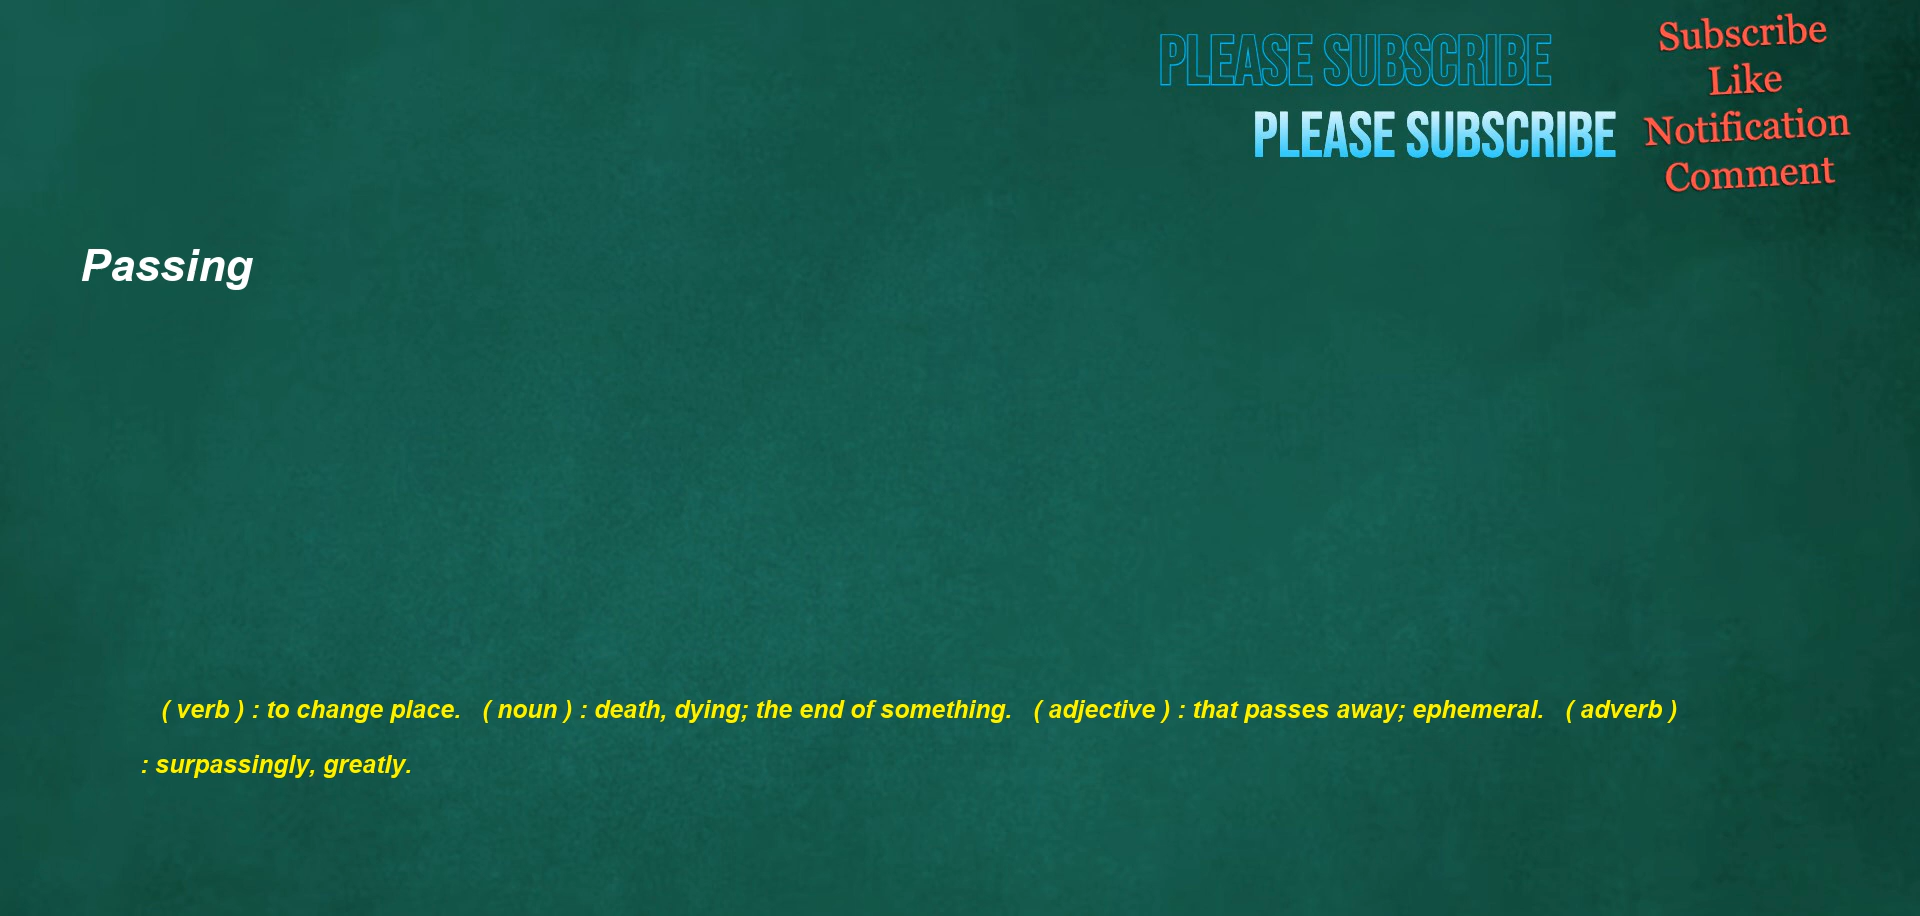 PLEASE SUBSCRIBE
PLEASE SUBSCRIBE
Subscribe
Like
Notification
Comment
Passing
( verb ) : to change place. ( noun ) : death, dying; the end of something. ( adjective ) : that passes away; ephemeral. ( adverb )
: surpassingly, greatly.